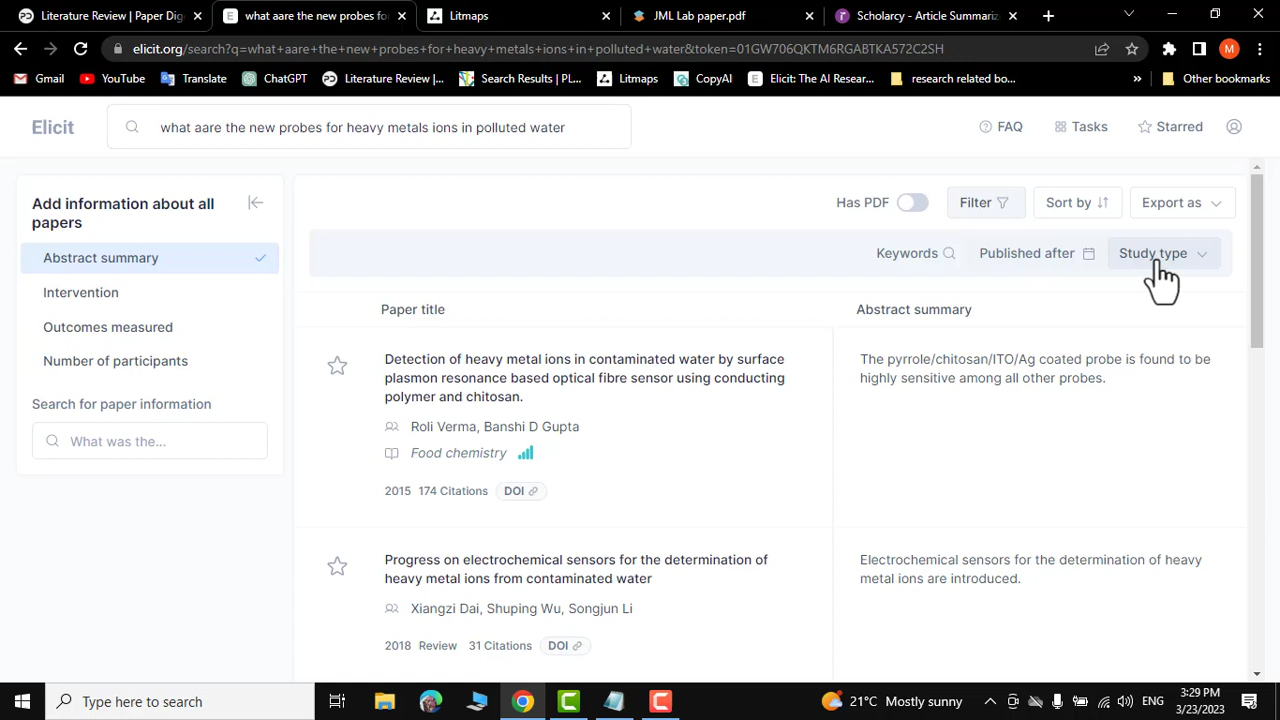 Literature Review | Paper Dig
what aare the new probes fo
Litmaps
JML Lab paper.pdf
Scholarcy - Article Summariz
elicit.org/search?q=what+aare+the+new+probes+for+heavy+metals+ions+in+polluted+water&token=01GW706QKTM6RGABTKA572C2SH
M
Gmail
YouTube
Translate
ChatGPT
Literature Review |...
Search Results | PL...
Litmaps
CopyAI
Elicit: The AI Resear...
research related bo...
Other bookmarks
Elicit
what aare the new probes for heavy metals ions in polluted water
FAQ
Tasks
Starred
Add information about all
papers
Abstract summary
Intervention
Outcomes measured
Number of participants
Search for paper information
What was the...
Has PDF
Filter
Sort by
Export as
Keywords
Published after
Study type
Paper title
Abstract summary
Detection of heavy metal ions in contaminated water by surface
plasmon resonance based optical fibre sensor using conducting
polymer and chitosan.
Roli Verma, Banshi D Gupta
Food chemistry
2015 174 Citations DOI
The pyrrole/chitosan/ITO/Ag coated probe is found to be
highly sensitive among all other probes.
Progress on electrochemical sensors for the determination of
heavy metal ions from contaminated water
Xiangzi Dai, Shuping Wu, Songjun Li
2018 Review 31 Citations DOI
Electrochemical sensors for the determination of heavy
metal ions are introduced.
Type here to search
21°C Mostly sunny
ENG
3:29 PM
3/23/2023